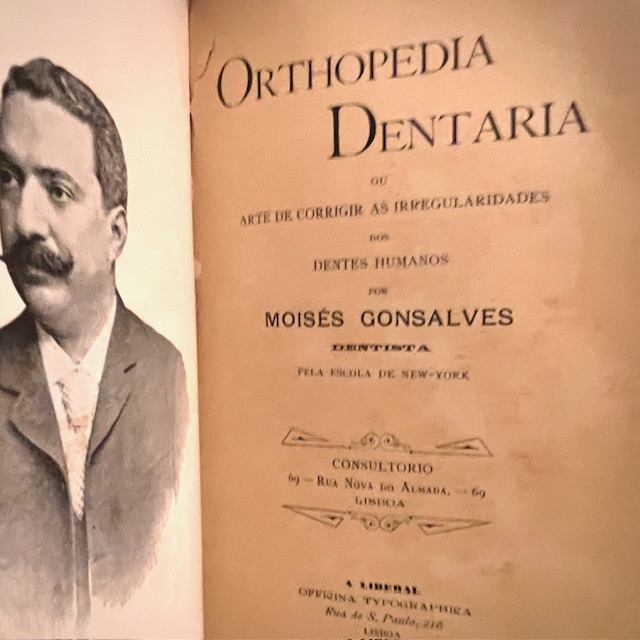 ORTHOPEDIA
DENTARIA
OU
ARTE DE CORRIGIR AS IRREGULARIDADES
DOS
DENTES HUMANOS
POR
MOISÉS GONSALVES
DENTISTA
PELA ESCOLA DE NEW-YORK
CONSULTORIO
69 — RUA NOVA DO ALMADA, — 69
LISBOA
A LIBERAL
OFFICINA TYPOGRAPHICA
Rua de S. Paulo, 216
LISBOA